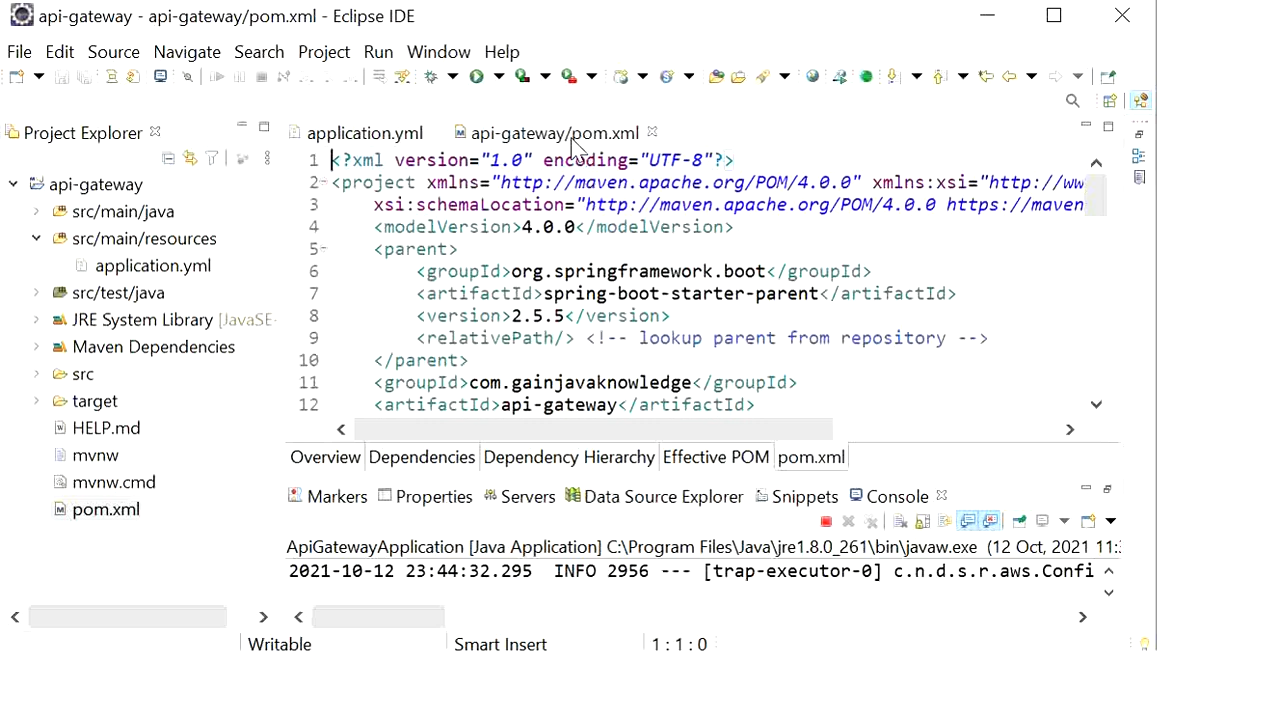 api-gateway - api-gateway/pom.xml - Eclipse IDE
File Edit Source Navigate Search Project Run Window Help
Project Explorer
application.yml api-gateway/pom.xml
api-gateway
src/main/java
src/main/resources
application.yml
src/test/java
JRE System Library [JavaSE-
Maven Dependencies
src
target
HELP.md
mvnw
mvnw.cmd
pom.xml
1 <?xml version="1.0" encoding="UTF-8"?>
2 <project xmlns="http://maven.apache.org/POM/4.0.0" xmlns:xsi="http://ww
3 xsi:schemaLocation="http://maven.apache.org/POM/4.0.0 https://maven
4 <modelVersion>4.0.0</modelVersion>
5 <parent>
6 <groupId>org.springframework.boot</groupId>
7 <artifactId>spring-boot-starter-parent</artifactId>
8 <version>2.5.5</version>
9 <relativePath/> <!-- lookup parent from repository -->
10 </parent>
11 <groupId>com.gainjavaknowledge</groupId>
12 <artifactId>api-gateway</artifactId>
Overview Dependencies Dependency Hierarchy Effective POM pom.xml
Markers Properties Servers Data Source Explorer Snippets Console
ApiGatewayApplication [Java Application] C:\Program Files\Java\jre1.8.0_261\bin\javaw.exe (12 Oct, 2021 11:
2021-10-12 23:44:32.295 INFO 2956 --- [trap-executor-0] c.n.d.s.r.aws.Confi
Writable Smart Insert 1 : 1 : 0